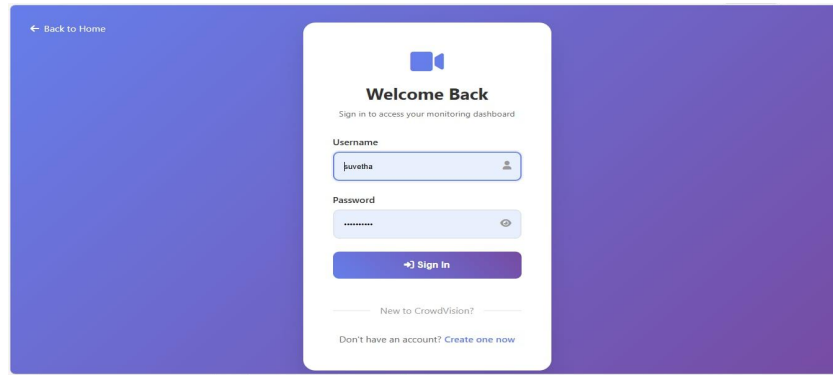 Back to Home
Welcome Back
Sign in to access your monitoring dashboard
Username
suvetha
Password
••••••••••
Sign In
New to CrowdVision?
Don't have an account? Create one now